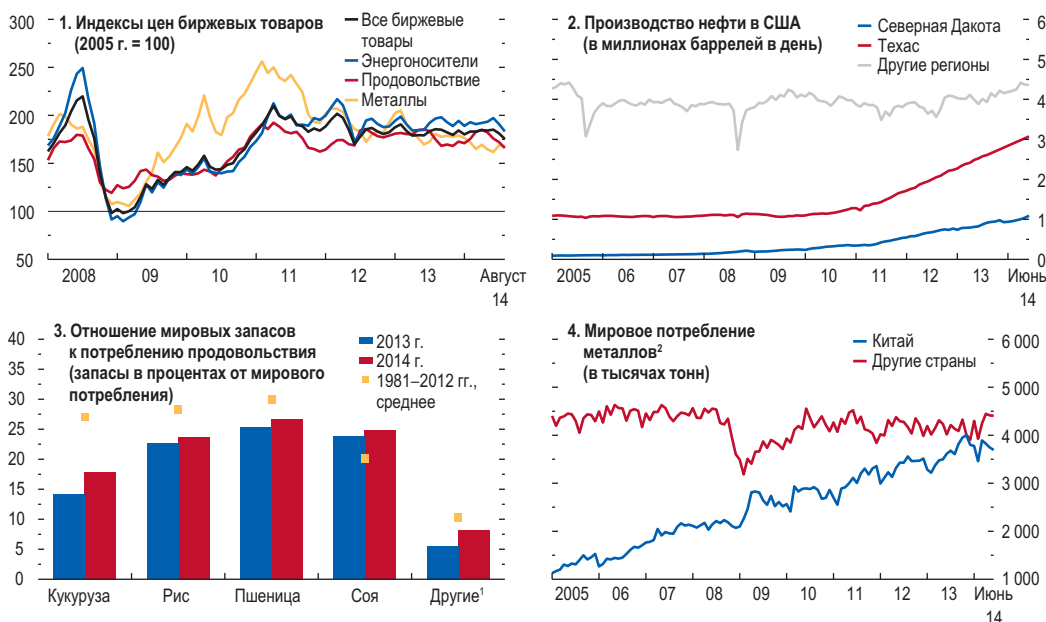 1. Индексы цен биржевых товаров
(2005 г. = 100)
Все биржевые
товары
Энергоносители
Продовольствие
Металлы
300
250
200
150
100
50
2008
09
10
11
12
13
Август
14
2. Производство нефти в США
(в миллионах баррелей в день)
Северная Дакота
Техас
Другие регионы
6
5
4
3
2
1
0
2005
06
07
08
09
10
11
12
13
Июнь
14
3. Отношение мировых запасов
к потреблению продовольствия
(запасы в процентах от мирового
потребления)
2013 г.
2014 г.
1981–2012 гг.,
среднее
40
35
30
25
20
15
10
5
0
Кукуруза
Рис
Пшеница
Соя
Другие¹
4. Мировое потребление
металлов²
(в тысячах тонн)
Китай
Другие страны
6 000
5 000
4 000
3 000
2 000
1 000
2005
06
07
08
09
10
11
12
13
Июнь
14